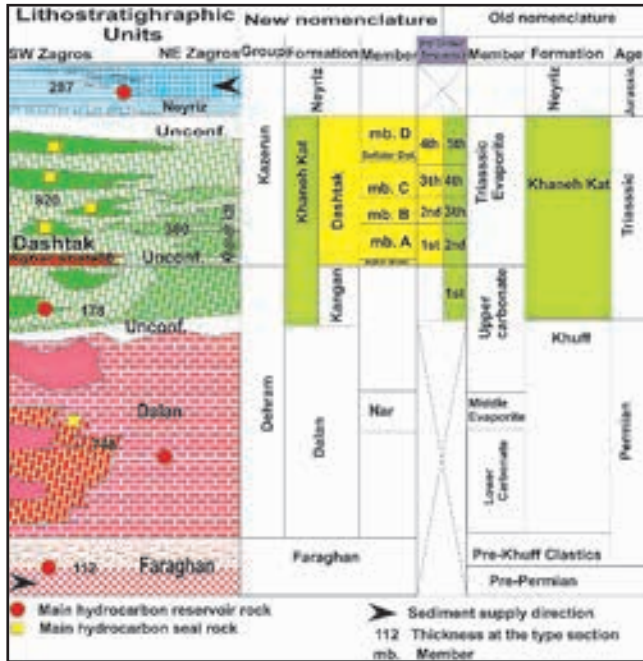 Lithostratighraphic
Units
New nomenclature
Old nomenclature
SW Zagros
NE Zagros
Group
Formation
Member
Member
Formation
Age
287
Neyriz
Unconf.
820
380
Dashtak
Unconf.
178
Unconf.
Dalan
748
Faraghan
112
Kazerun
Dehram
Neyriz
Khaneh Kat
Dashtak
Kangan
Dalan
Faraghan
mb. D
mb. C
mb. B
mb. A
Nar
4th
5th
3th
4th
2nd
3th
1st
2nd
1st
Triasssic
Evaporite
Upper
carbonate
Middle
Evaporite
Lower
Carbonate
Pre-Khuff Clastics
Pre-Permian
Neyriz
Khaneh Kat
Khuff
Jurassic
Triassic
Permian
Main hydrocarbon reservoir rock
Main hydrocarbon seal rock
Sediment supply direction
112 Thickness at the type section
mb. Member